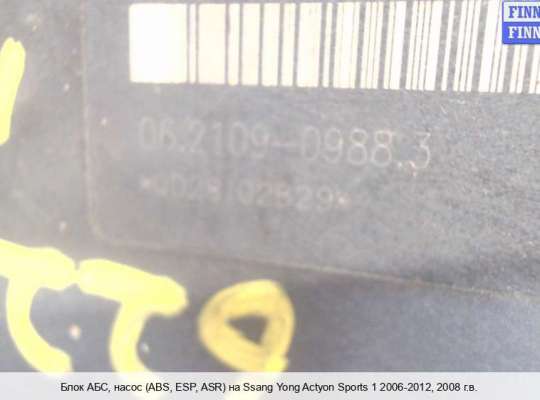 FINN
FINN
06.2109-0988.3
Блок АБС, насос (ABS, ESP, ASR) на Ssang Yong Actyon Sports 1 2006-2012, 2008 г.в.